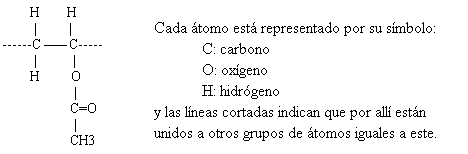 H H
C C
H O
C=O
CH3
Cada átomo está representado por su símbolo:
C: carbono
O: oxígeno
H: hidrógeno
y las líneas cortadas indican que por allí están
unidos a otros grupos de átomos iguales a este.